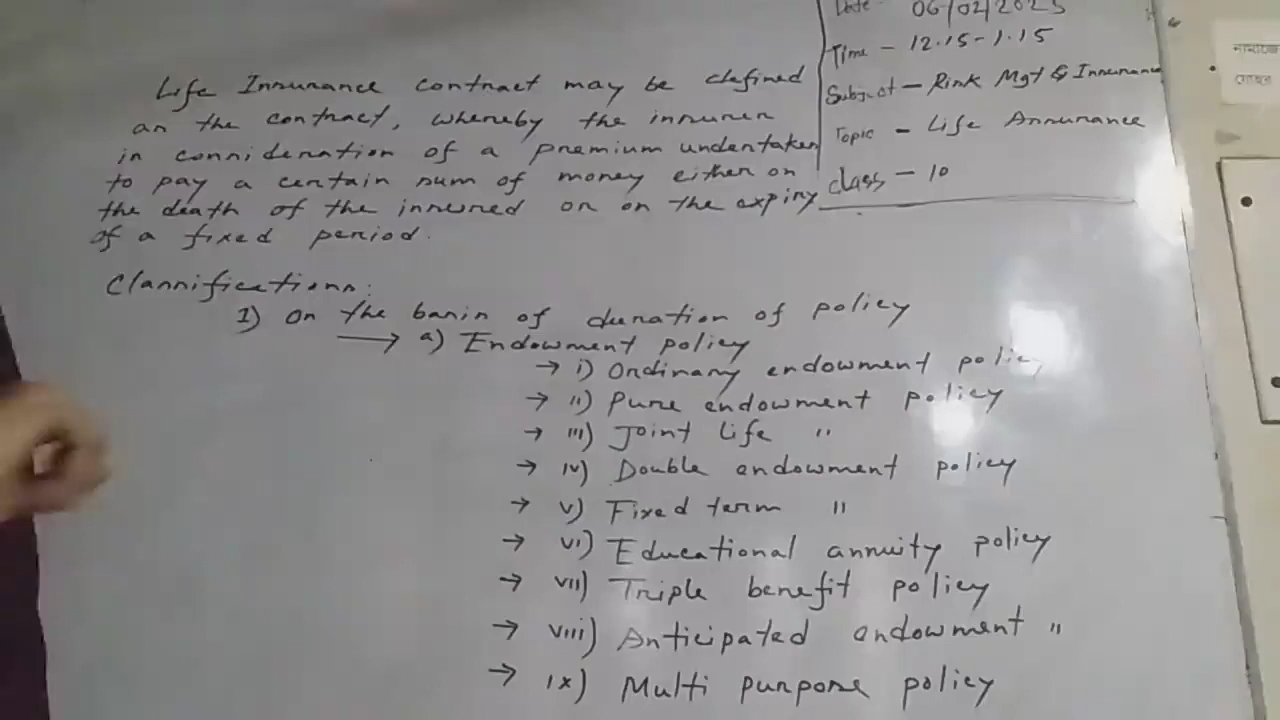 Date - 06/02/2025
Time - 12.15-1.15
Subject - Risk Mgt & Insurance
Topic - Life Assurance
Class - 10
Life Insurance contract may be defined
as the contract, whereby the insurer
in consideration of a premium undertakes
to pay a certain sum of money either on
the death of the insured or on the expiry
of a fixed period.
Classifications:
1) On the basis of duration of policy
→ a) Endowment policy
→ i) Ordinary endowment policy
→ ii) Pure endowment policy
→ iii) Joint life "
→ iv) Double endowment policy
→ v) Fixed term "
→ vi) Educational annuity policy
→ vii) Triple benefit policy
→ viii) Anticipated endowment "
→ ix) Multi purpose policy